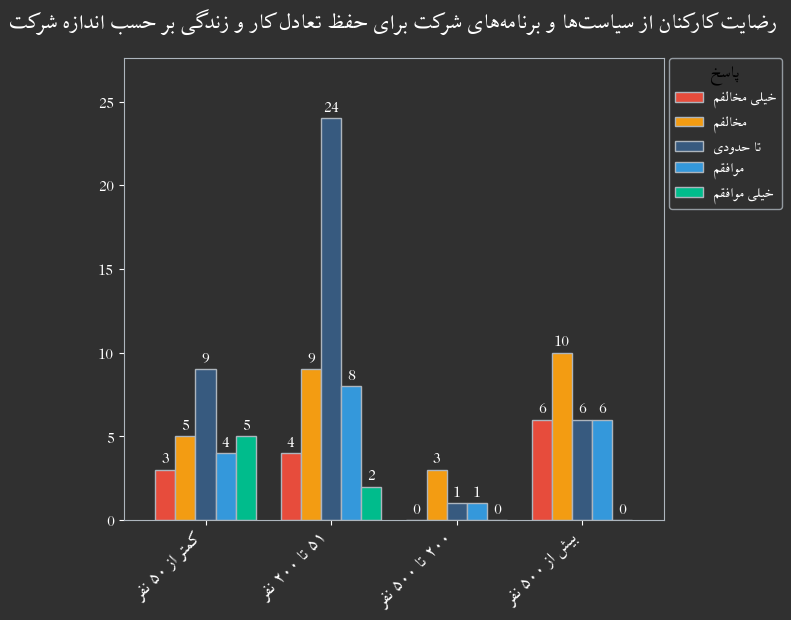 رضایت کارکنان از سیاست‌ها و برنامه‌های شرکت برای حفظ تعادل کار و زندگی بر حسب اندازه شرکت
پاسخ
خیلی مخالفم
مخالفم
تا حدودی
موافقم
خیلی موافقم
25
20
15
10
5
0
3 5 9 4 5
4 9 24 8 2
0 3 1 1 0
6 10 6 6 0
کمتر از ۵۰ نفر
۵۱ تا ۲۰۰ نفر
۲۰۰ تا ۵۰۰ نفر
بیش از ۵۰۰ نفر